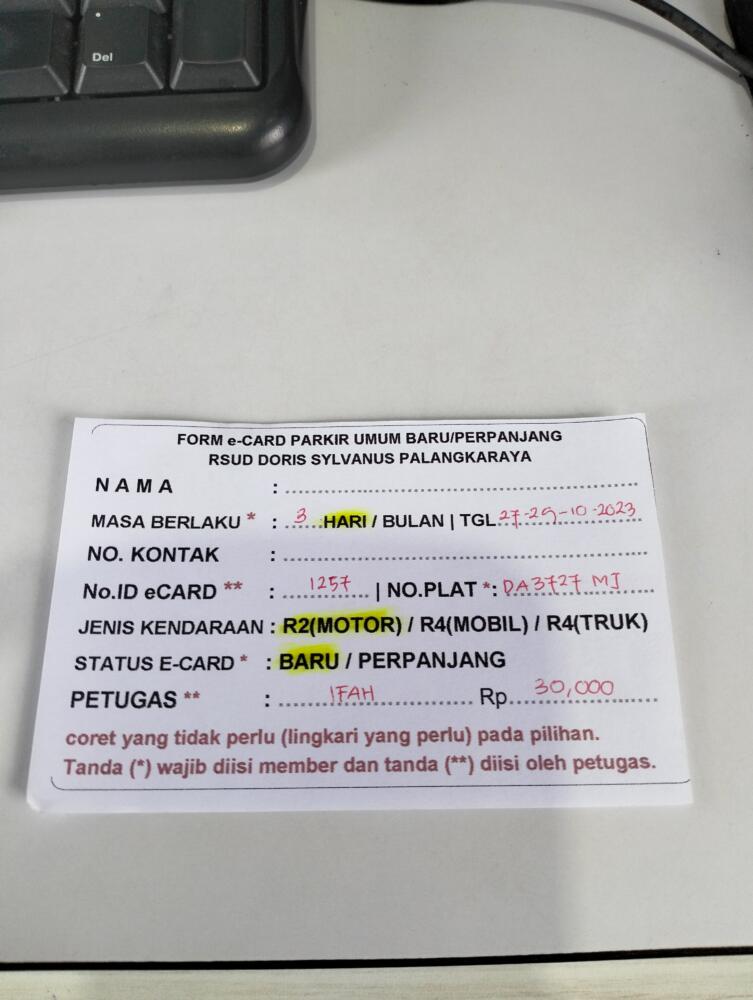 Del
FORM e-CARD PARKIR UMUM BARU/PERPANJANG
RSUD DORIS SYLVANUS PALANGKARAYA
N A M A : ................................
MASA BERLAKU * : 3 HARI / BULAN | TGL 27-29-10-2023
NO. KONTAK : ................................
No.ID eCARD ** : 1257 | NO.PLAT *: DA3727 MJ
JENIS KENDARAAN : R2(MOTOR) / R4(MOBIL) / R4(TRUK)
STATUS E-CARD * : BARU / PERPANJANG
PETUGAS ** : IFAH Rp 30,000
coret yang tidak perlu (lingkari yang perlu) pada pilihan.
Tanda (*) wajib diisi member dan tanda (**) diisi oleh petugas.